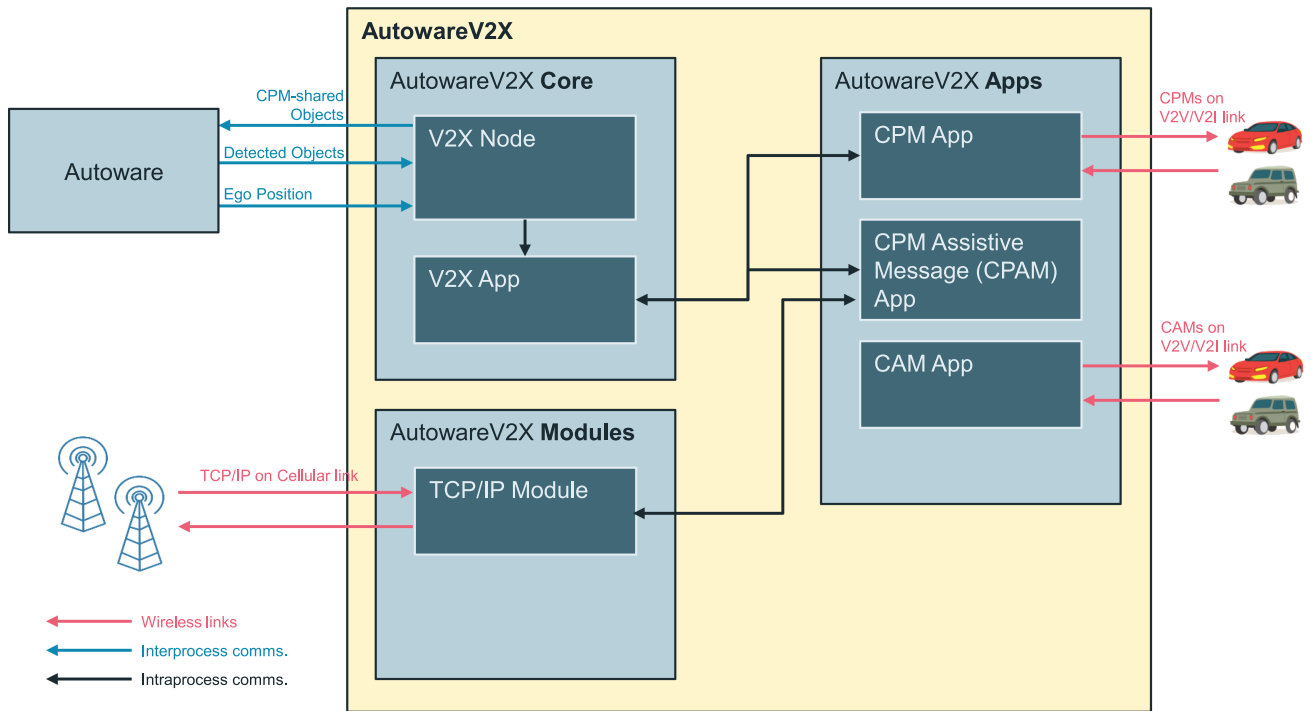 AutowareV2X
AutowareV2X Core
AutowareV2X Apps
CPM-shared
Objects
Detected Objects
Ego Position
Autoware
V2X Node
V2X App
CPM App
CPM Assistive
Message (CPAM)
App
CAM App
CPMs on
V2V/V2I link
CAMs on
V2V/V2I link
AutowareV2X Modules
TCP/IP on Cellular link
TCP/IP Module
Wireless links
Interprocess comms.
Intraprocess comms.